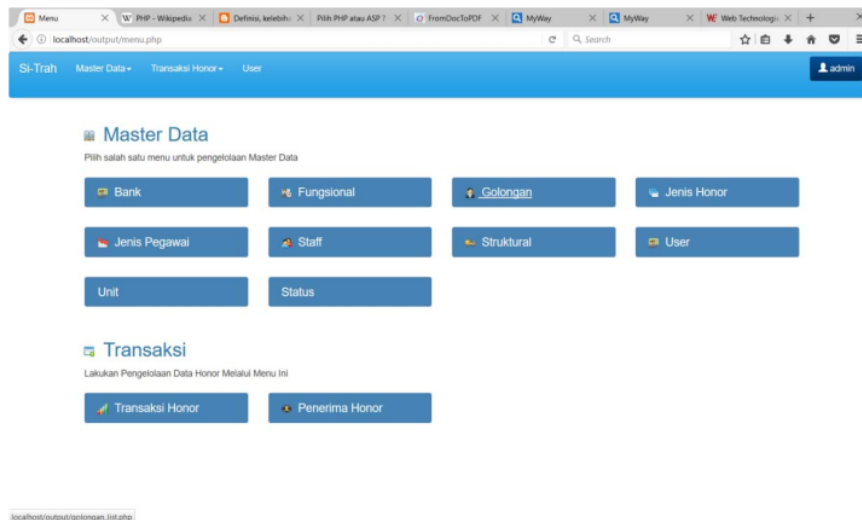 Menu
PHP - Wikipedia
Definisi, kelebih
Pilih PHP atau ASP ?
FromDocToPDF
MyWay
MyWay
Web Technologi
localhost/output/menu.php
Search
Si-Trah
Master Data
Transaksi Honor
User
admin
Master Data
Pilih salah satu menu untuk pengelolaan Master Data
Bank
Fungsional
Golongan
Jenis Honor
Jenis Pegawai
Staff
Struktural
User
Unit
Status
Transaksi
Lakukan Pengelolaan Data Honor Melalui Menu Ini
Transaksi Honor
Penerima Honor
localhost/output/golongan_list.php